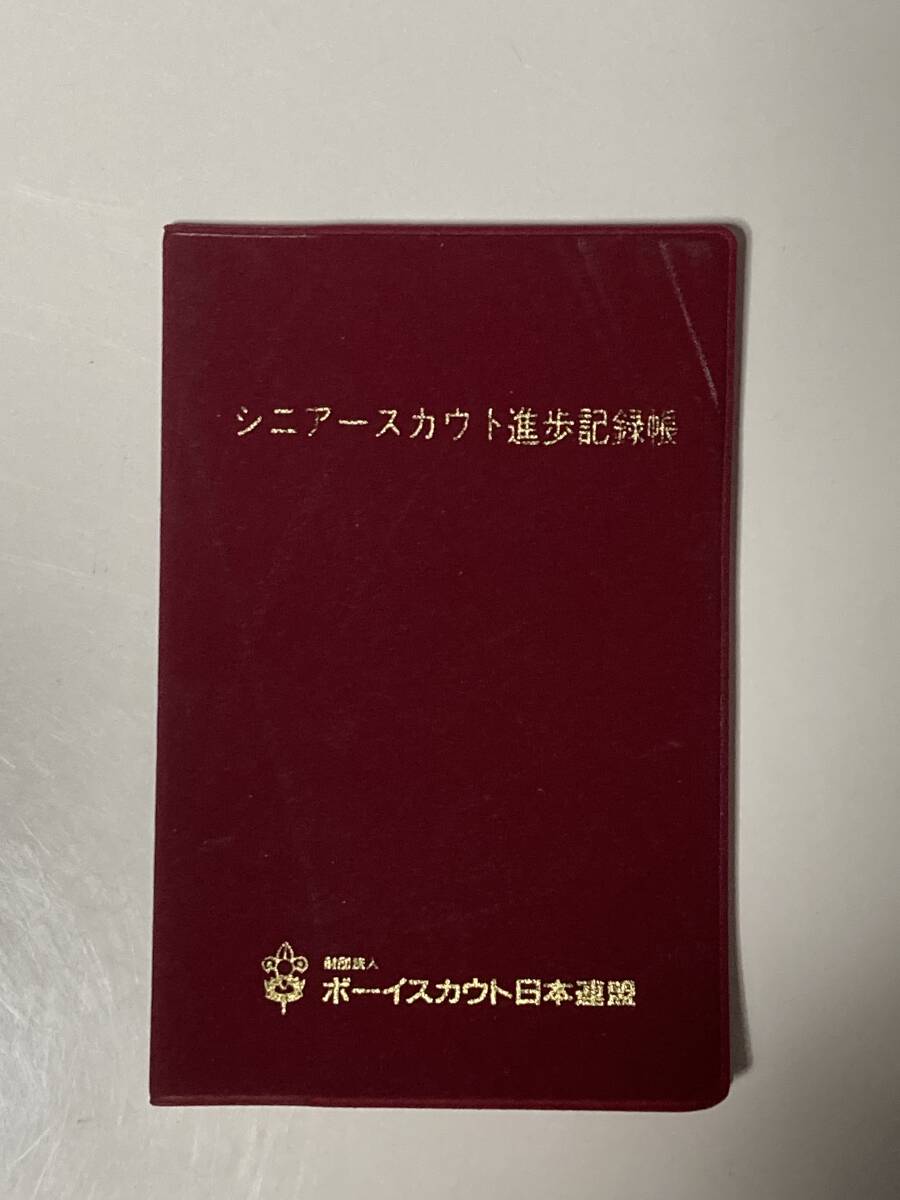 シニアースカウト進歩記録帳
財団法人
ボーイスカウト日本連盟